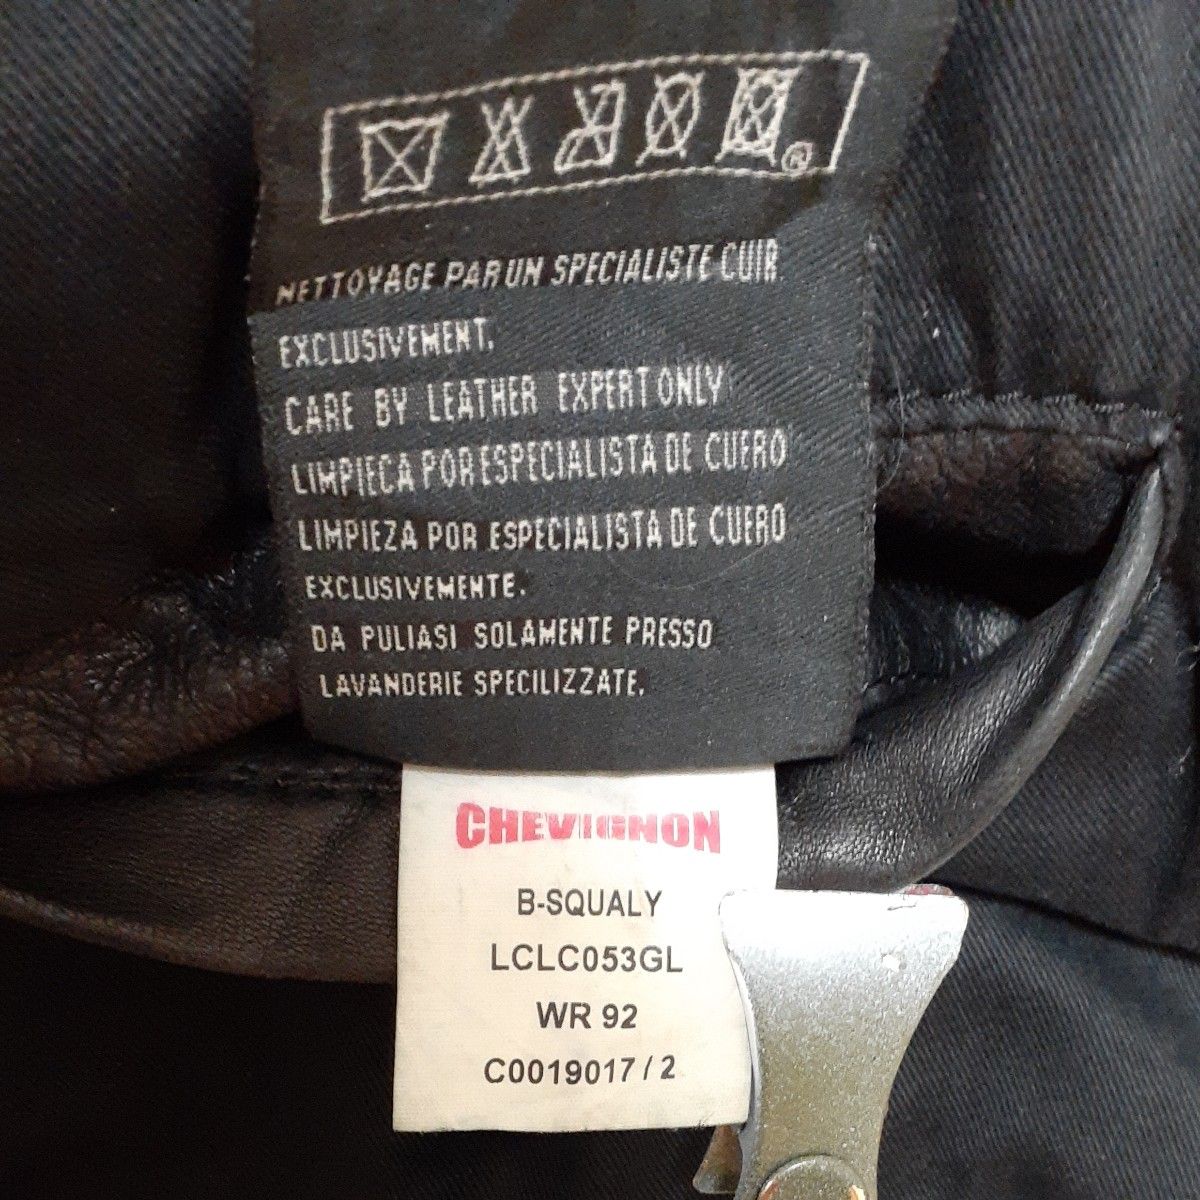 NETTOYAGE PAR UN SPECIALISTE CUIR
EXCLUSIVEMENT.
CARE BY LEATHER EXPERT ONLY
LIMPIECA POR ESPECIALISTA DE CUERO
LIMPIEZA POR ESPECIALISTA DE CUERO
EXCLUSIVEMENTE.
DA PULIASI SOLAMENTE PRESSO
LAVANDERIE SPECILIZZATE.
CHEVIGNON
B-SQUALY
LCLC053GL
WR 92
C0019017 / 2